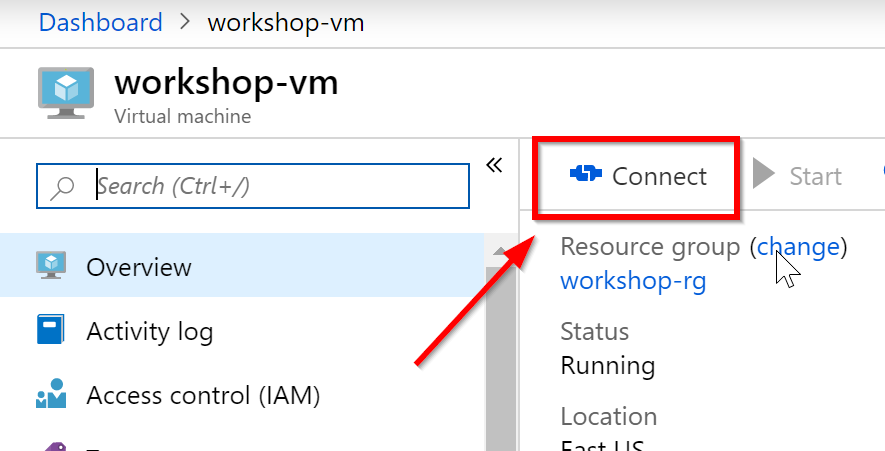 Dashboard > workshop-vm
workshop-vm
Virtual machine
Search (Ctrl+/)
«
Connect
Start
Overview
Resource group (change)
workshop-rg
Activity log
Status
Running
Access control (IAM)
Location
East US